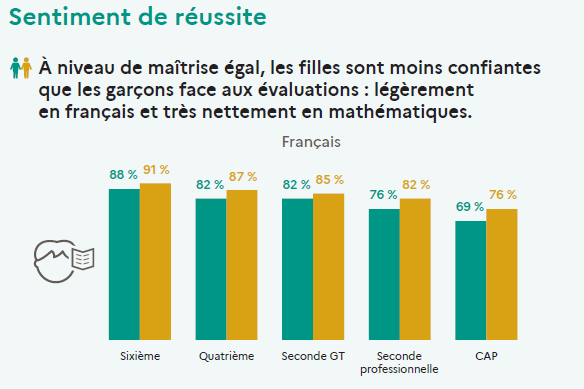 Sentiment de réussite
À niveau de maîtrise égal, les filles sont moins confiantes
que les garçons face aux évaluations : légèrement
en français et très nettement en mathématiques.
Français
88 % 91 % 82 % 87 % 82 % 85 % 76 % 82 % 69 % 76 %
Sixième Quatrième Seconde GT Seconde professionnelle CAP